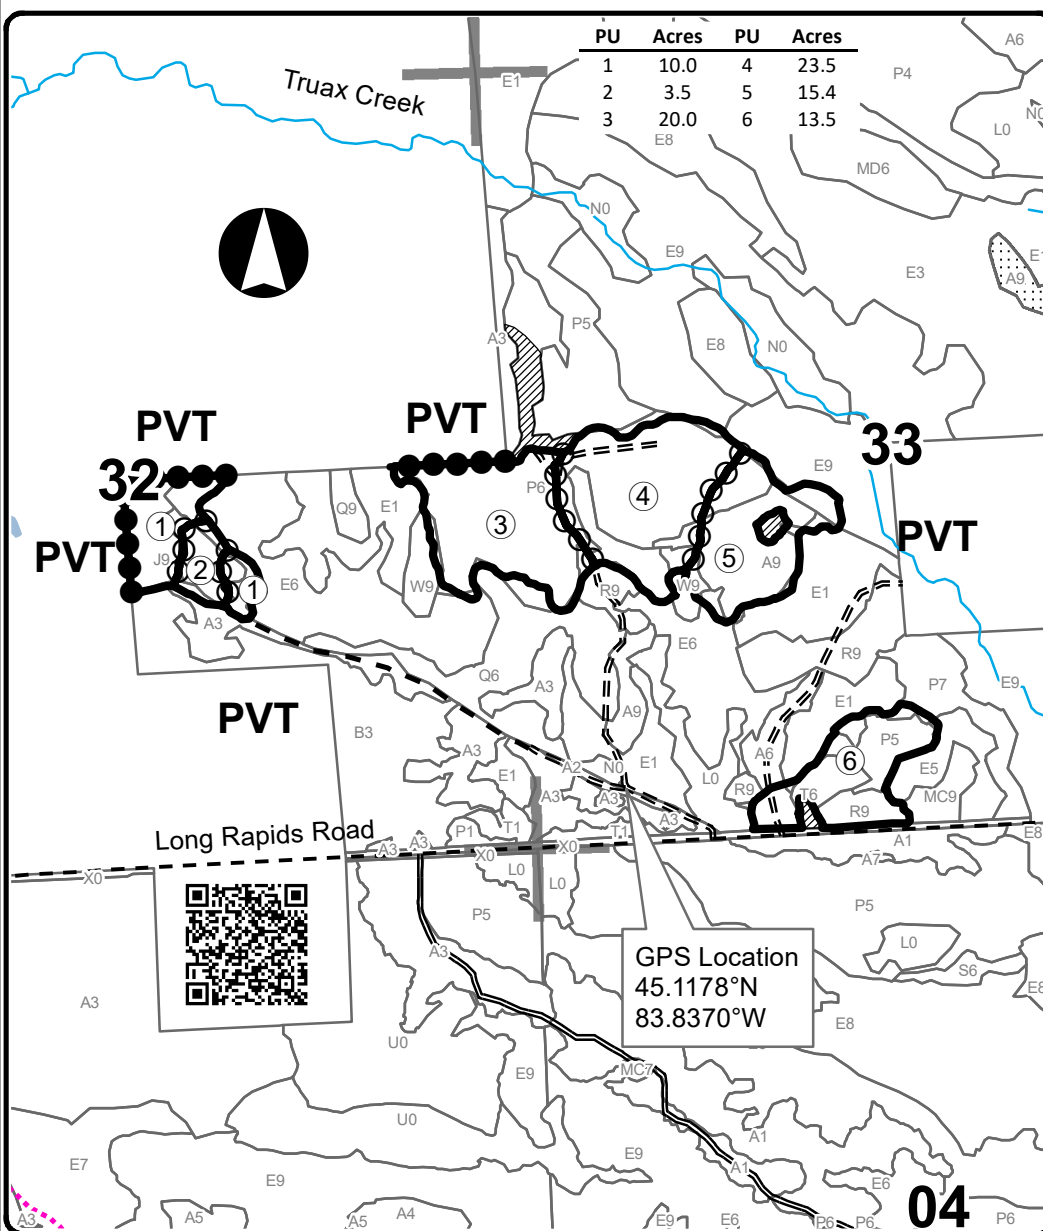 PU Acres PU Acres
1 10.0 4 23.5
2 3.5 5 15.4
3 20.0 6 13.5
A6
P4
E1
Truax Creek
L0
E8
MD6
N0
E9
E3
A9
P5
A3
E8
N0
PVT
PVT
33
E9
32
P6
4
Q9
E1
1
3
PVT
PVT
J9
2
5
A9
1
E6
W9
R9
W9
E1
A3
E6
R9
Q6
A3
P7
E9
PVT
A9
E1
B3
P5
A3
A6
6
E1
A2
N0
E1
L0
E5
R9
T6
MC9
A3
A3
R9
A3
Long Rapids Road
P1
T1
T1
A1
E8
A3
A3
X0
X0
A7
X0
L0
L0
P5
P5
L0
A3
GPS Location
45.1178°N
83.8370°W
S6
E8
A3
E8
U0
MC7
E9
U0
A1
E9
E7
E9
A1
E6
04
A3
A5
A5
A4
E9
E6
P6
P6
P6